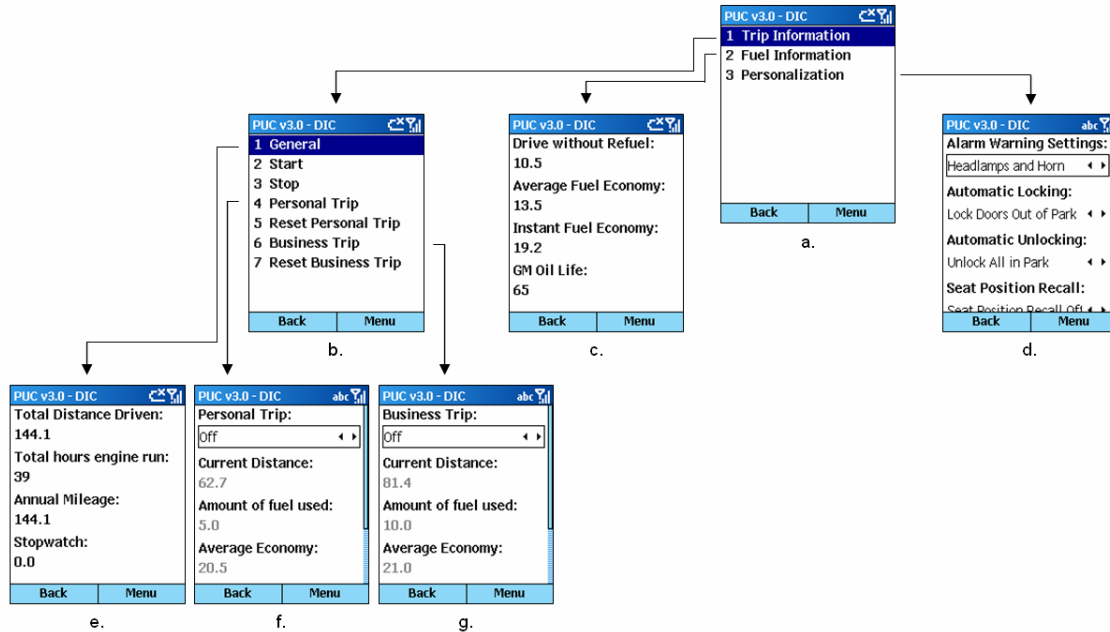 PUC v3.0 - DIC
1 Trip Information
2 Fuel Information
3 Personalization
Back Menu
a.
PUC v3.0 - DIC
1 General
2 Start
3 Stop
4 Personal Trip
5 Reset Personal Trip
6 Business Trip
7 Reset Business Trip
Back Menu
b.
PUC v3.0 - DIC
Drive without Refuel:
10.5
Average Fuel Economy:
13.5
Instant Fuel Economy:
19.2
GM Oil Life:
65
Back Menu
c.
PUC v3.0 - DIC abc
Alarm Warning Settings:
Headlamps and Horn
Automatic Locking:
Lock Doors Out of Park
Automatic Unlocking:
Unlock All in Park
Seat Position Recall:
Seat Position Recall Off
Back Menu
d.
PUC v3.0 - DIC
Total Distance Driven:
144.1
Total hours engine run:
39
Annual Mileage:
144.1
Stopwatch:
0.0
Back Menu
e.
PUC v3.0 - DIC abc
Personal Trip:
Off
Current Distance:
62.7
Amount of fuel used:
5.0
Average Economy:
20.5
Back Menu
f.
PUC v3.0 - DIC abc
Business Trip:
Off
Current Distance:
81.4
Amount of fuel used:
10.0
Average Economy:
21.0
Back Menu
g.